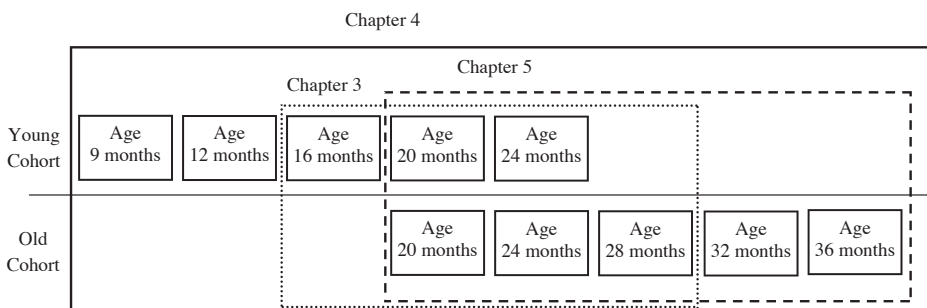 Chapter 4
Chapter 5
Chapter 3
Young
Cohort
Age
9 months
Age
12 months
Age
16 months
Age
20 months
Age
24 months
Old
Cohort
Age
20 months
Age
24 months
Age
28 months
Age
32 months
Age
36 months